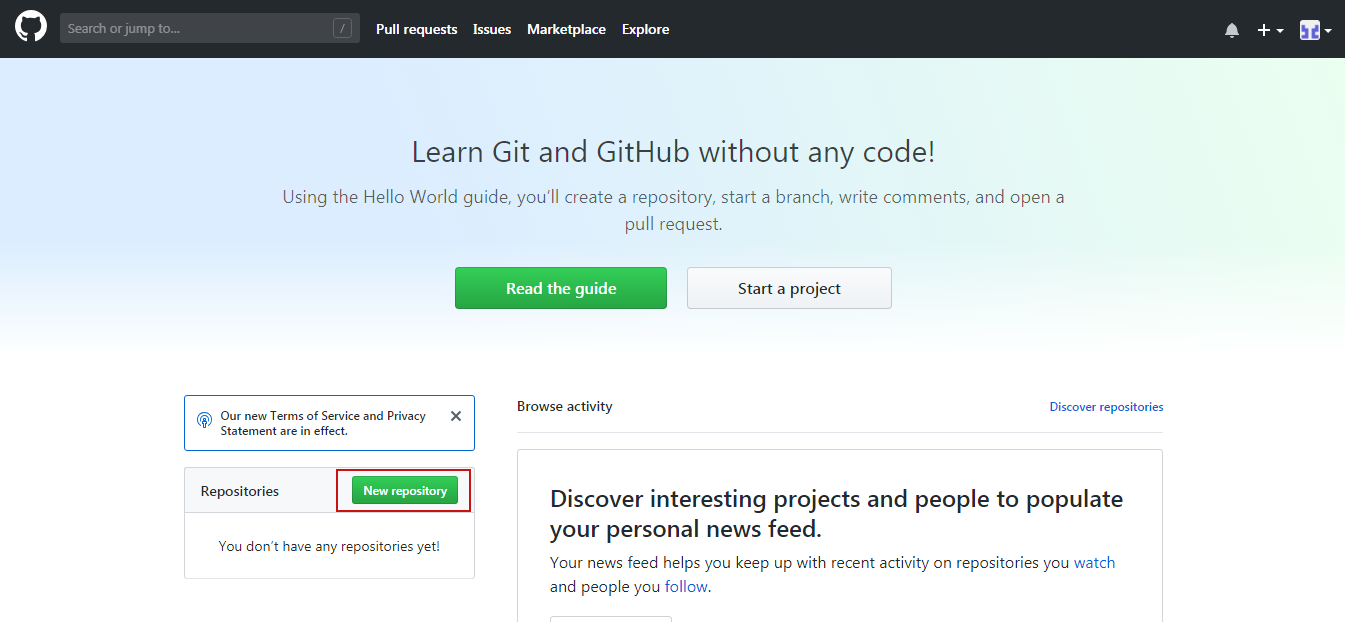 Search or jump to...
/
Pull requests
Issues
Marketplace
Explore
Learn Git and GitHub without any code!
Using the Hello World guide, you’ll create a repository, start a branch, write comments, and open a
pull request.
Read the guide
Start a project
Our new Terms of Service and Privacy
Statement are in effect.
Repositories
New repository
You don’t have any repositories yet!
Browse activity
Discover repositories
Discover interesting projects and people to populate
your personal news feed.
Your news feed helps you keep up with recent activity on repositories you watch
and people you follow.